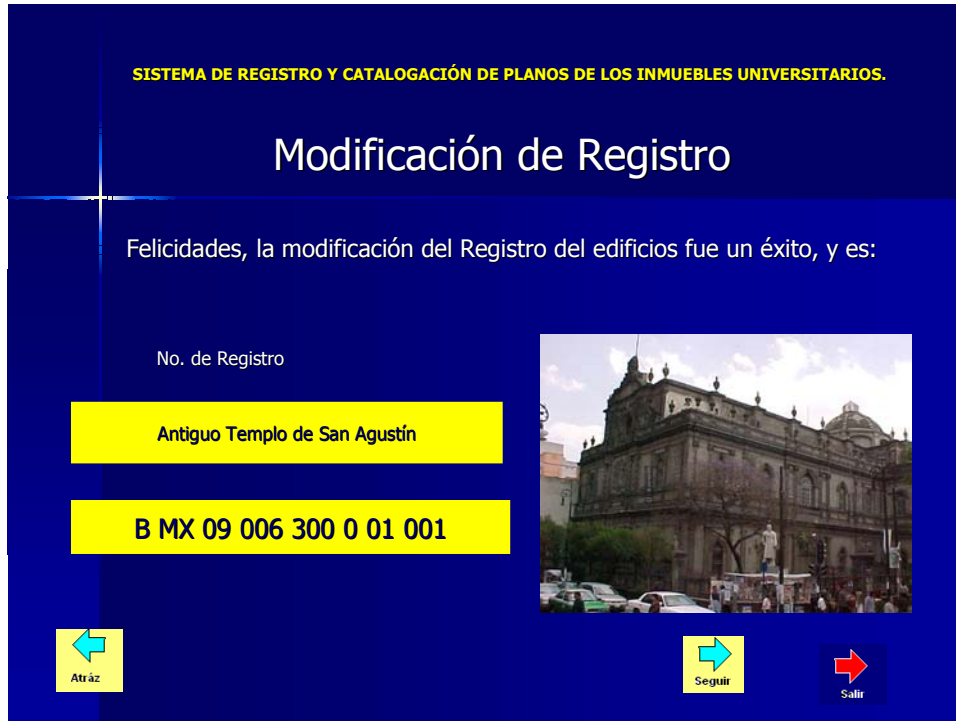 SISTEMA DE REGISTRO Y CATALOGACIÓN DE PLANOS DE LOS INMUEBLES UNIVERSITARIOS.
Modificación de Registro
Felicidades, la modificación del Registro del edificios fue un éxito, y es:
No. de Registro
Antiguo Templo de San Agustín
B MX 09 006 300 0 01 001
Atráz
Seguir
Salir